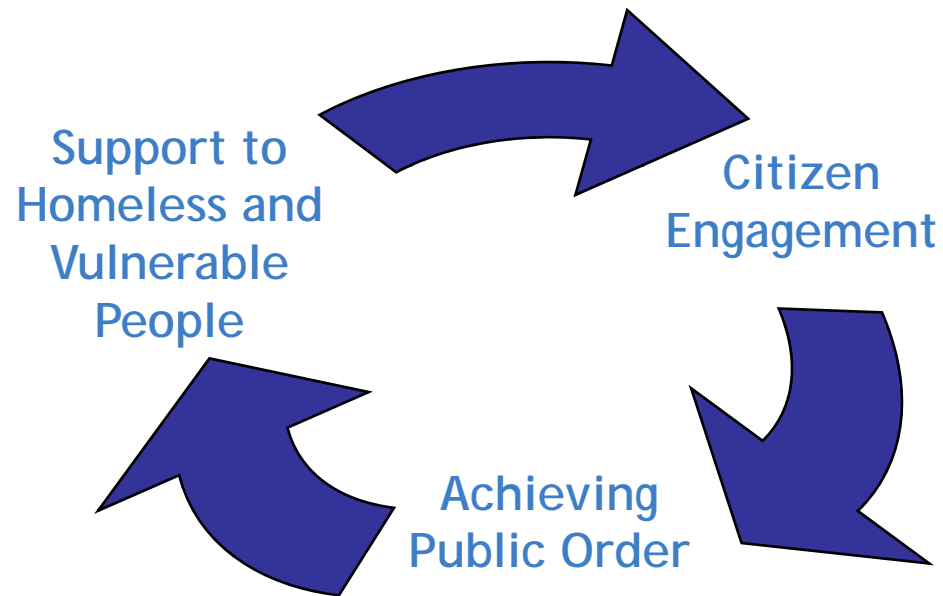 Support to
Homeless and
Vulnerable
People
Citizen
Engagement
Achieving
Public Order